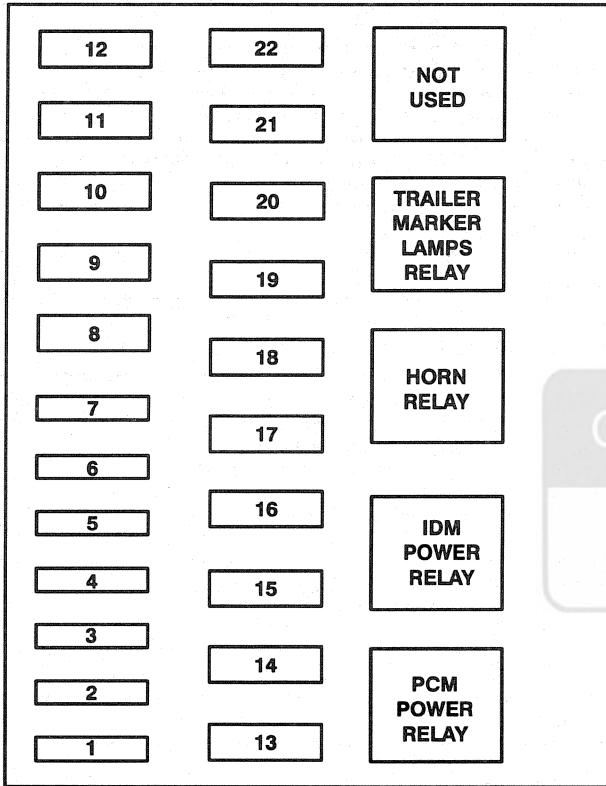 12
11
10
9
8
7
6
5
4
3
2
1
22
21
20
19
18
17
16
15
14
13
NOT
USED
TRAILER
MARKER
LAMPS
RELAY
HORN
RELAY
IDM
POWER
RELAY
PCM
POWER
RELAY